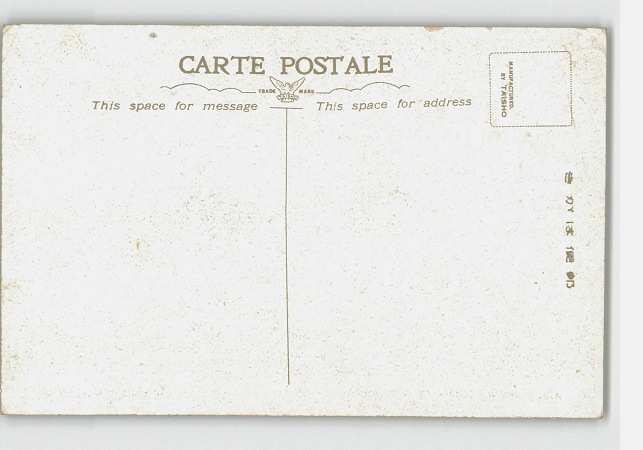 CARTE POSTALE
TRADE MARK
This space for message
This space for address
MANUFACTURED
BY TAISHO